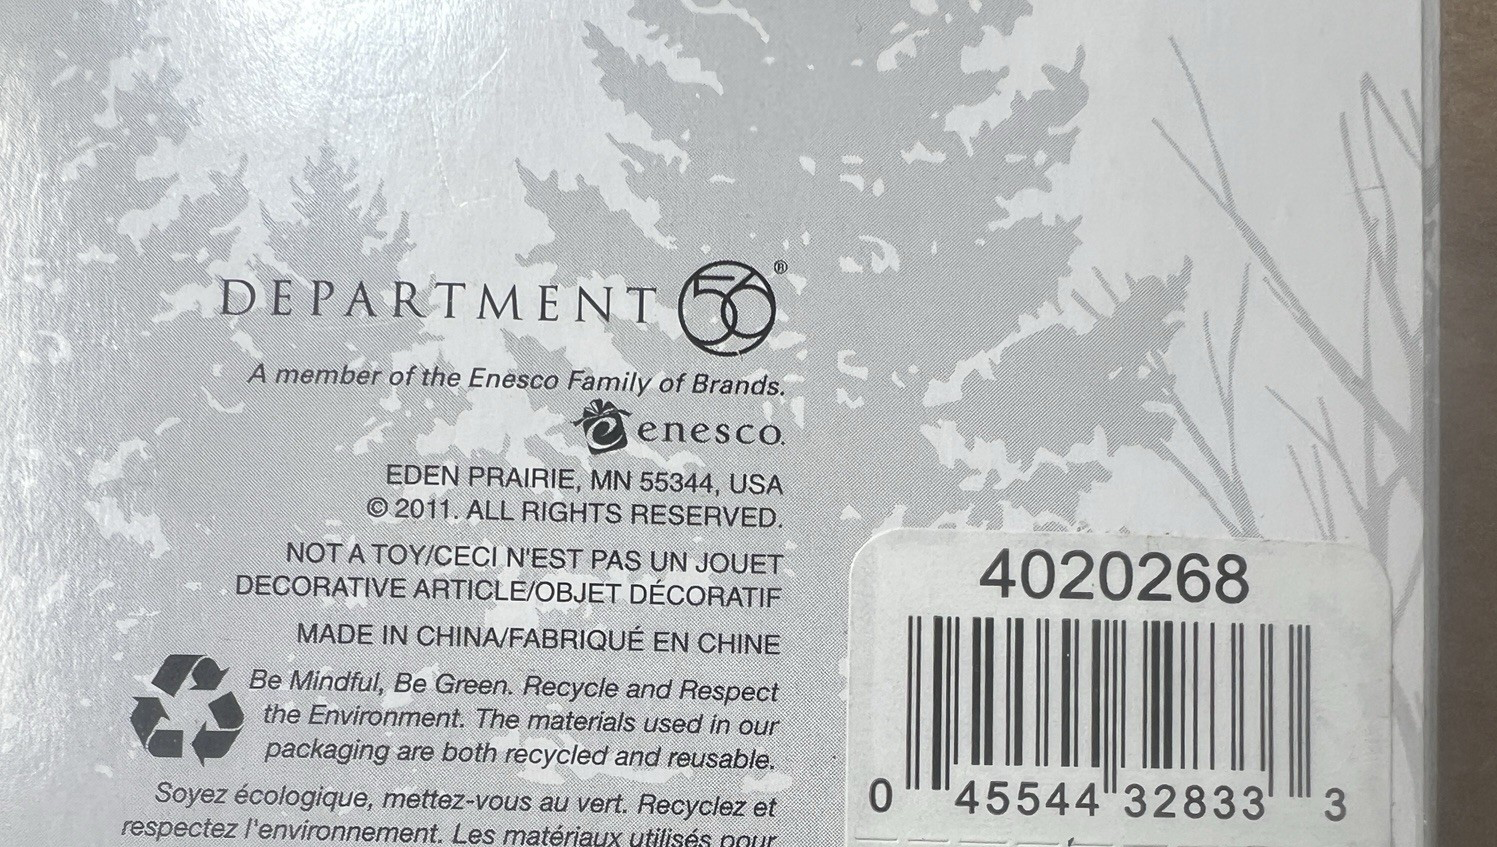 DEPARTMENT 56®
A member of the Enesco Family of Brands.
enesco.
EDEN PRAIRIE, MN 55344, USA
© 2011. ALL RIGHTS RESERVED.
NOT A TOY/CECI N'EST PAS UN JOUET
DECORATIVE ARTICLE/OBJET DÉCORATIF
MADE IN CHINA/FABRIQUÉ EN CHINE
Be Mindful, Be Green. Recycle and Respect
the Environment. The materials used in our
packaging are both recycled and reusable.
Soyez écologique, mettez-vous au vert. Recyclez et
respectez l'environnement. Les matériaux utilisés pour
4020268
0 45544 32833 3